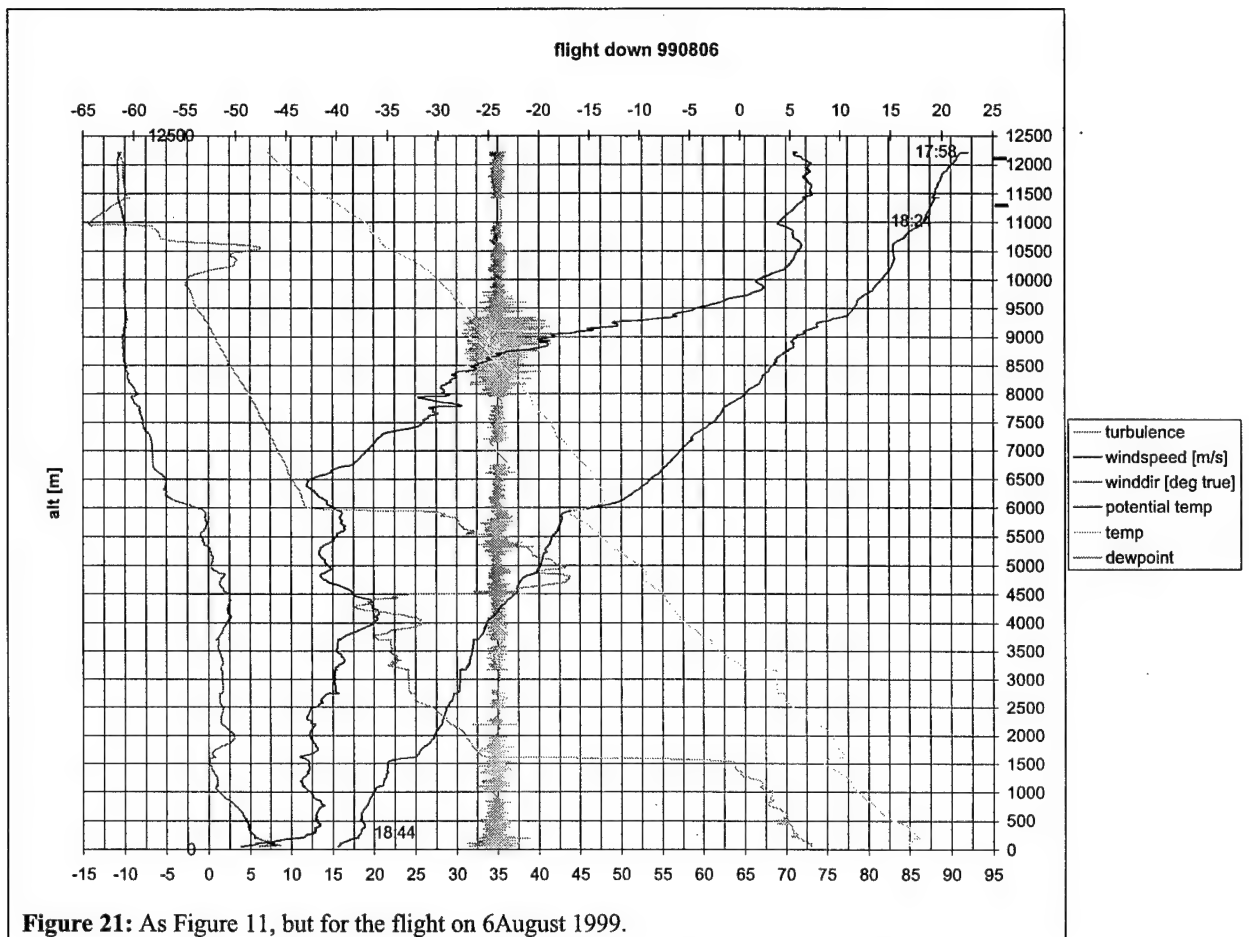 flight down 990806
-65 -60 -55 -50 -45 -40 -35 -30 -25 -20 -15 -10 -5 0 5 10 15 20 25
12500 12500
17:58
12000
11500
18:24
11000
10500
10000
9500
9000
8500
8000
7500
7000
6500
6000
5500
5000
4500
4000
3500
3000
2500
2000
1500
1000
500
18:44
0 0
alt [m]
turbulence
windspeed [m/s]
winddir [deg true]
potential temp
temp
dewpoint
-15 -10 -5 0 5 10 15 20 25 30 35 40 45 50 55 60 65 70 75 80 85 90 95
Figure 21: As Figure 11, but for the flight on 6August 1999.